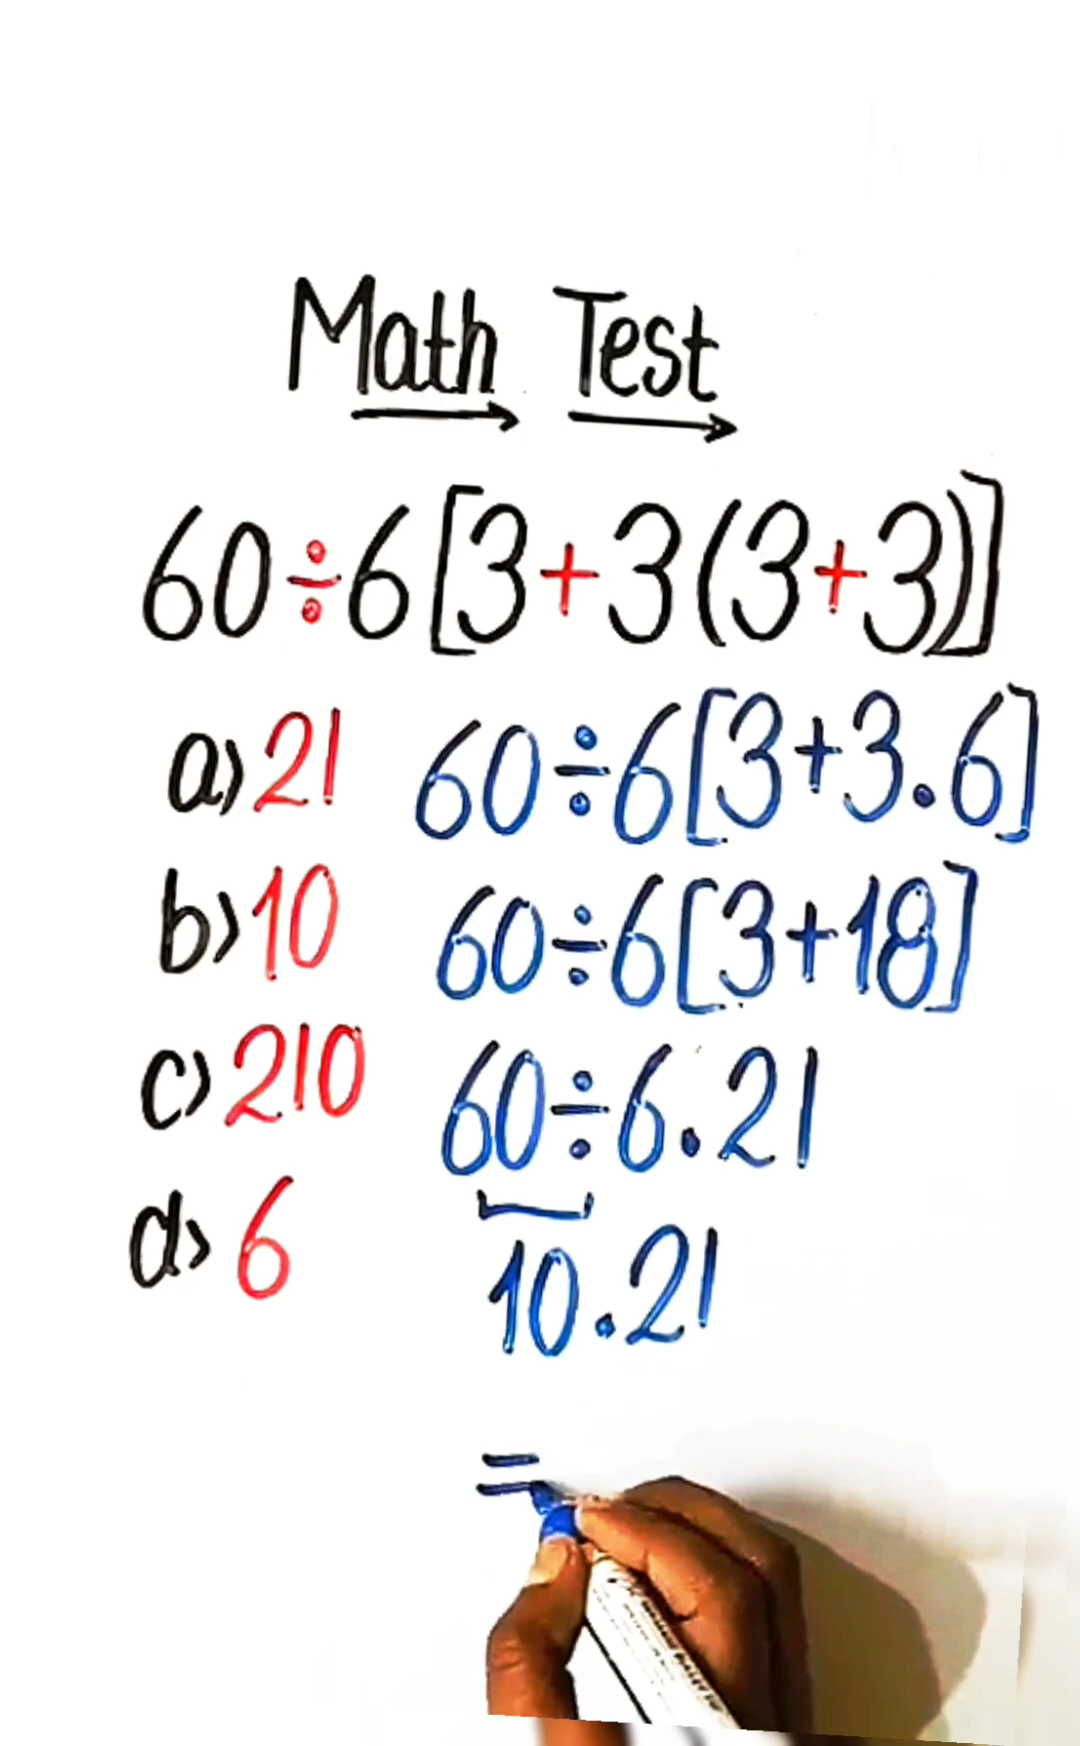 Math Test
60÷6[3+3(3+3)]
a) 21
60÷6[3+3.6]
b) 10
60÷6[3+18]
c) 210
60÷6.21
d) 6
10.21
=